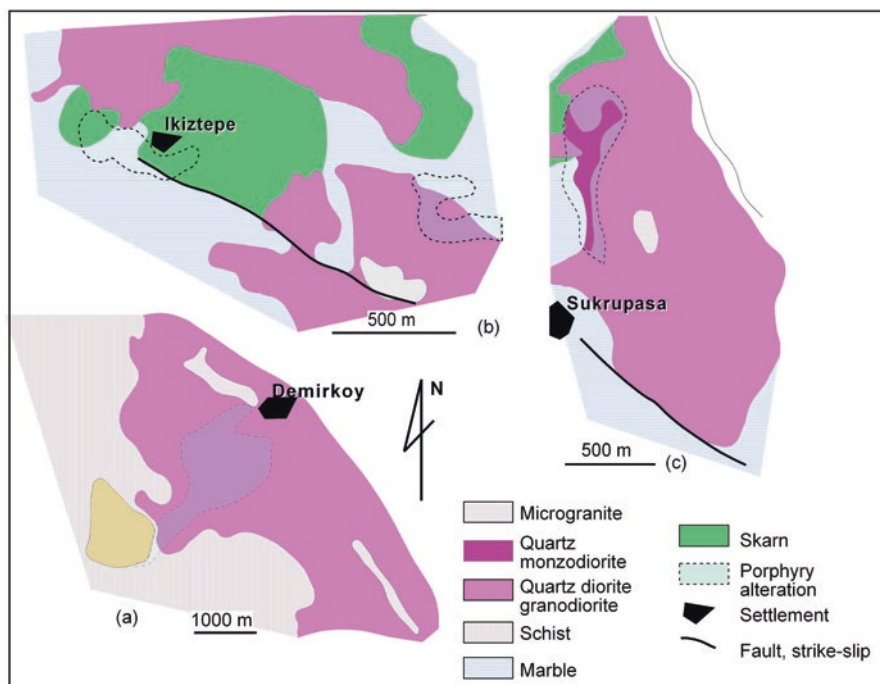 Ikiztepe
500 m
(b)
Sukrupasa
500 m
(c)
Demirkoy
N
(a)
1000 m
Microgranite
Quartz
monzodiorite
Quartz diorite
granodiorite
Schist
Marble
Skarn
Porphyry
alteration
Settlement
Fault, strike-slip